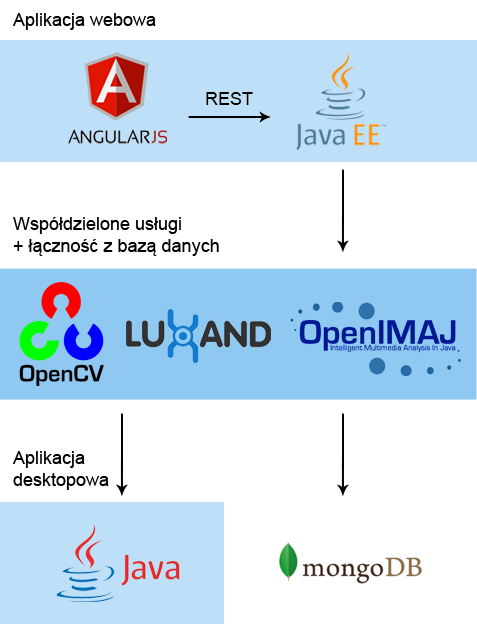 Aplikacja webowa
ANGULARJS
REST
Java EE™
Współdzielone usługi
+ łączność z bazą danych
OpenCV
LUXAND
OpenIMAJ
Intelligent Multimedia Analysis In Java
Aplikacja
desktopowa
Java
mongoDB